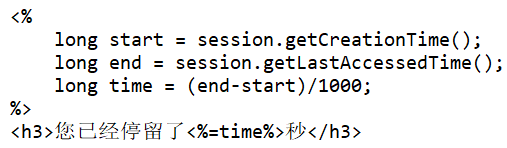 <%
    long start = session.getCreationTime();
    long end = session.getLastAccessedTime();
    long time = (end-start)/1000;
%>
<h3>您已经停留了<%=time%>秒</h3>